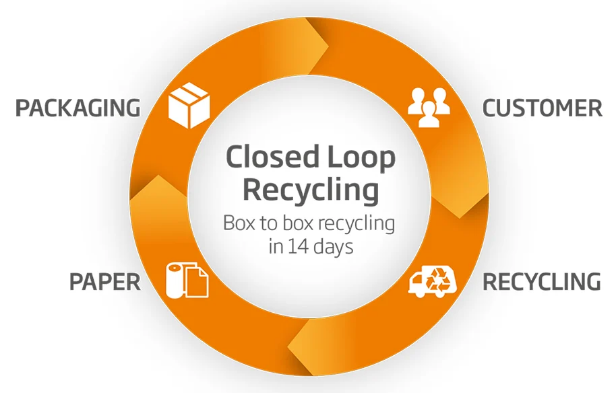 PACKAGING
CUSTOMER
Closed Loop
Recycling
Box to box recycling
in 14 days
PAPER
RECYCLING